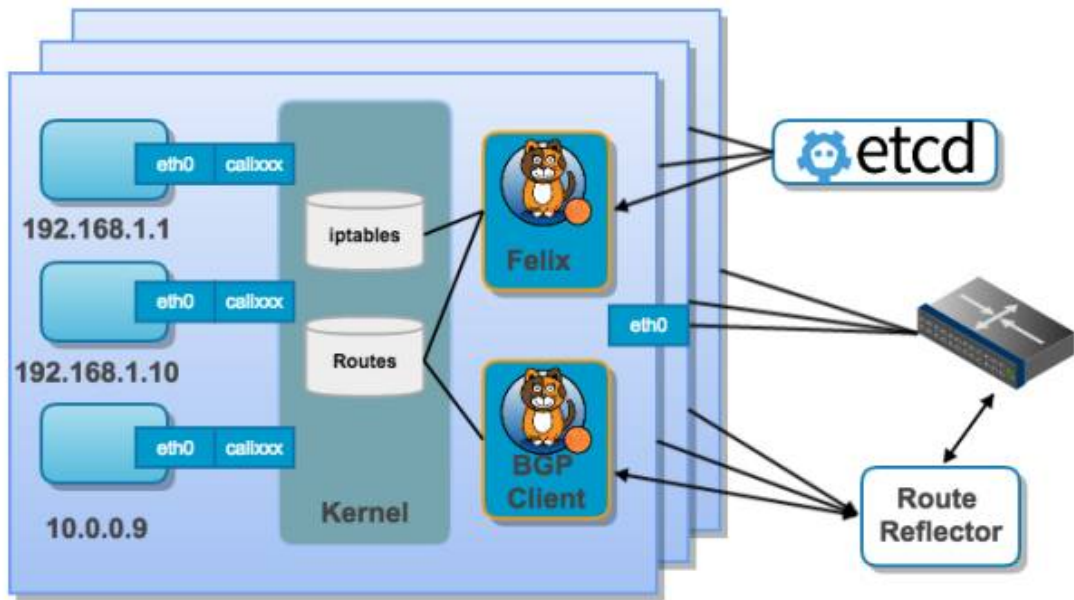 eth0
calixxx
192.168.1.1
eth0
calixxx
192.168.1.10
eth0
calixxx
10.0.0.9
iptables
Routes
Kernel
Felix
eth0
BGP
Client
etcd
Route
Reflector